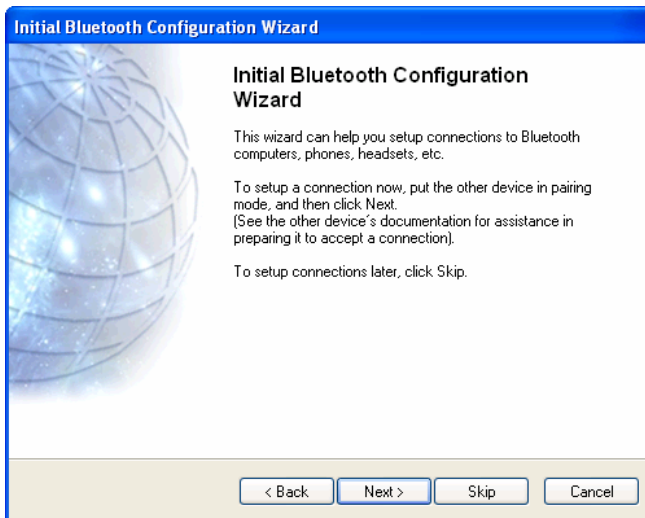 Initial Bluetooth Configuration Wizard
Initial Bluetooth Configuration
Wizard
This wizard can help you setup connections to Bluetooth
computers, phones, headsets, etc.
To setup a connection now, put the other device in pairing
mode, and then click Next.
(See the other device´s documentation for assistance in
preparing it to accept a connection).
To setup connections later, click Skip.
< Back Next > Skip Cancel